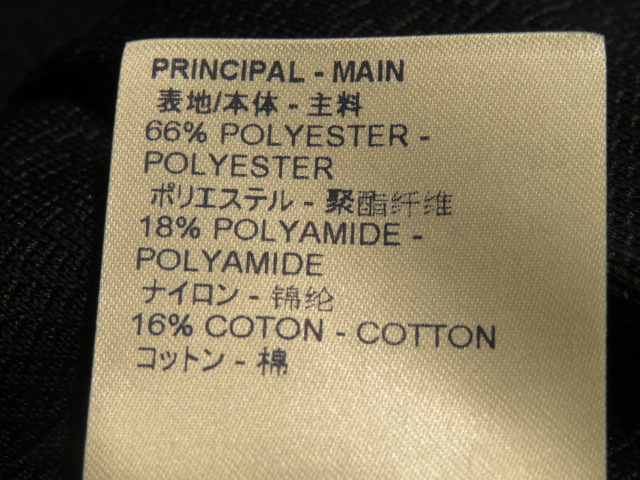 PRINCIPAL - MAIN
表地/本体 - 主料
66% POLYESTER -
POLYESTER
ポリエステル - 聚酯纤维
18% POLYAMIDE -
POLYAMIDE
ナイロン - 锦纶
16% COTON - COTTON
コットン - 棉